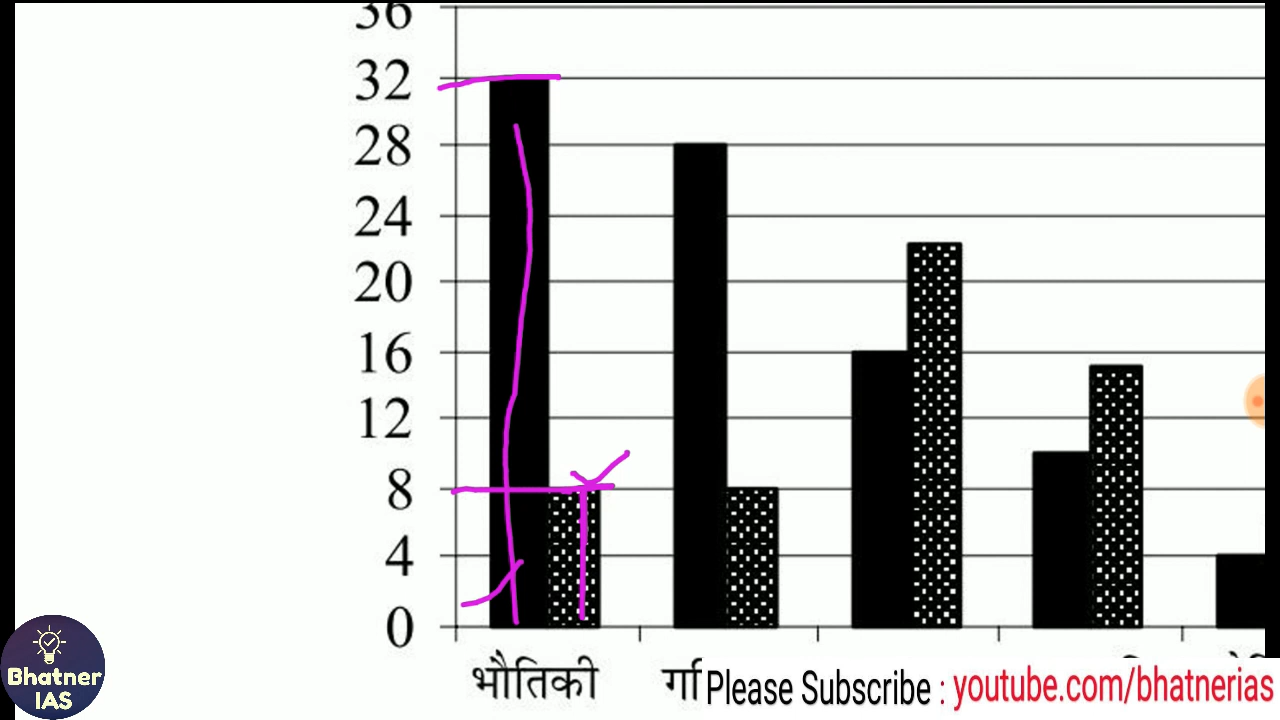 36
32
28
24
20
16
12
8
4
0
भौतिकी
Please Subscribe : youtube.com/bhatnerias
Bhatner
IAS